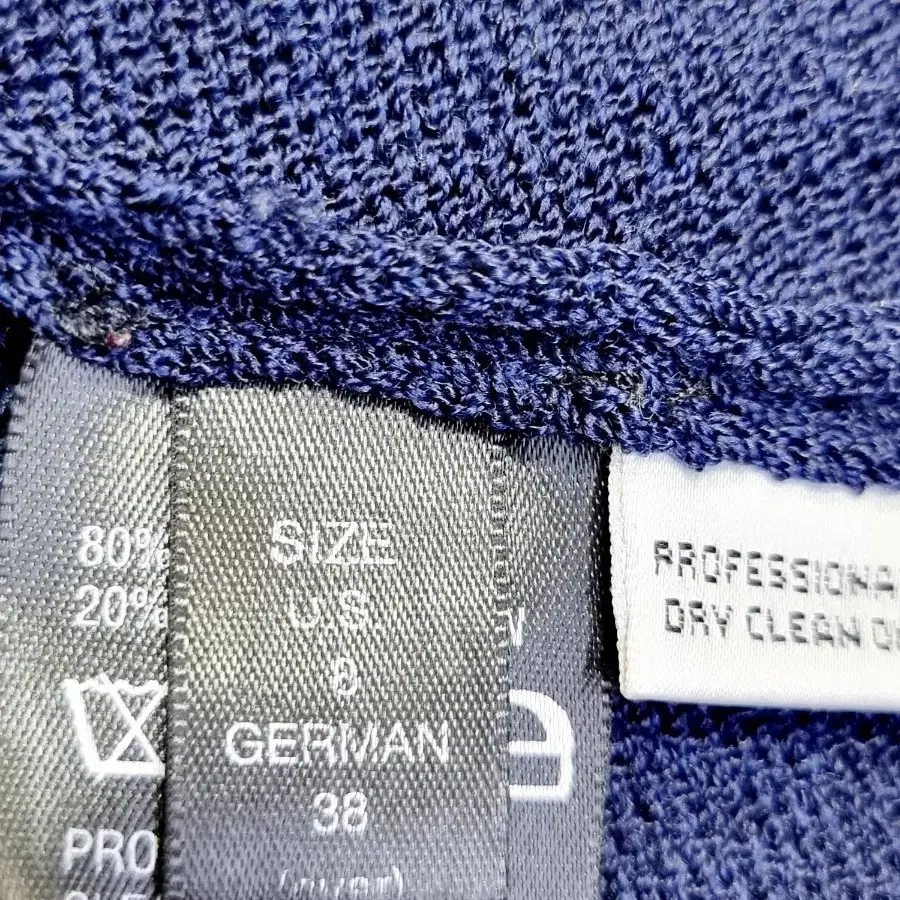 80%
20%
PRO
SIZE
U.S
8
GERMAN
38
PROFESSIONA
DRY CLEAN O